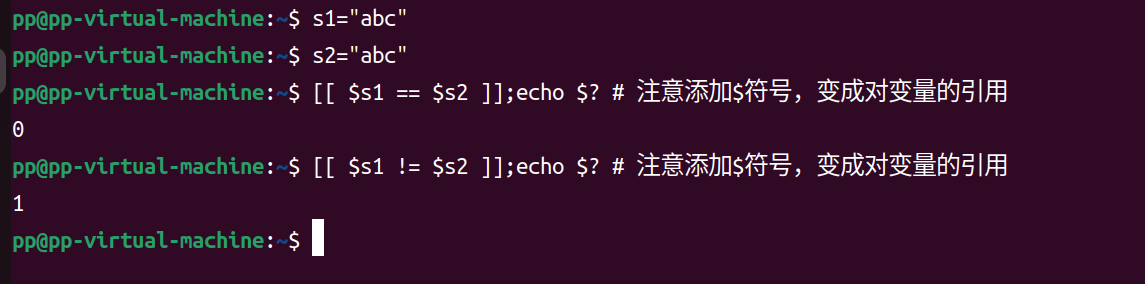 pp@pp-virtual-machine:~$ s1="abc"
pp@pp-virtual-machine:~$ s2="abc"
pp@pp-virtual-machine:~$ [[ $s1 == $s2 ]];echo $? # 注意添加$符号，变成对变量的引用
0
pp@pp-virtual-machine:~$ [[ $s1 != $s2 ]];echo $? # 注意添加$符号，变成对变量的引用
1
pp@pp-virtual-machine:~$